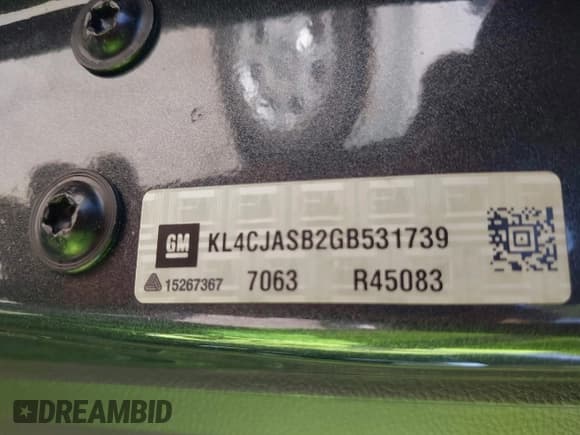 GM KL4CJASB2GB531739
15267367 7063 R45083
DREAMBID